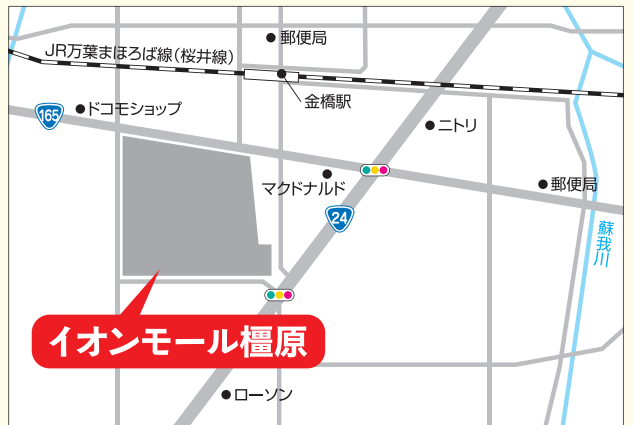 郵便局
JR万葉まほろば線(桜井線)
金橋駅
165
ドコモショップ
ニトリ
マクドナルド
郵便局
24
蘇我川
イオンモール橿原
ローソン